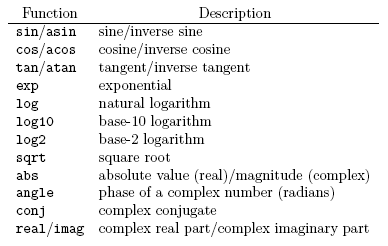 Function Description
sin/asin sine/inverse sine
cos/acos cosine/inverse cosine
tan/atan tangent/inverse tangent
exp exponential
log natural logarithm
log10 base-10 logarithm
log2 base-2 logarithm
sqrt square root
abs absolute value (real)/magnitude (complex)
angle phase of a complex number (radians)
conj complex conjugate
real/imag complex real part/complex imaginary part